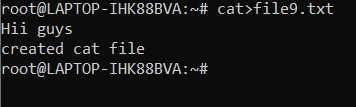 root@LAPTOP-IHK88BVA:~# cat>file9.txt
Hii guys
created cat file
root@LAPTOP-IHK88BVA:~#